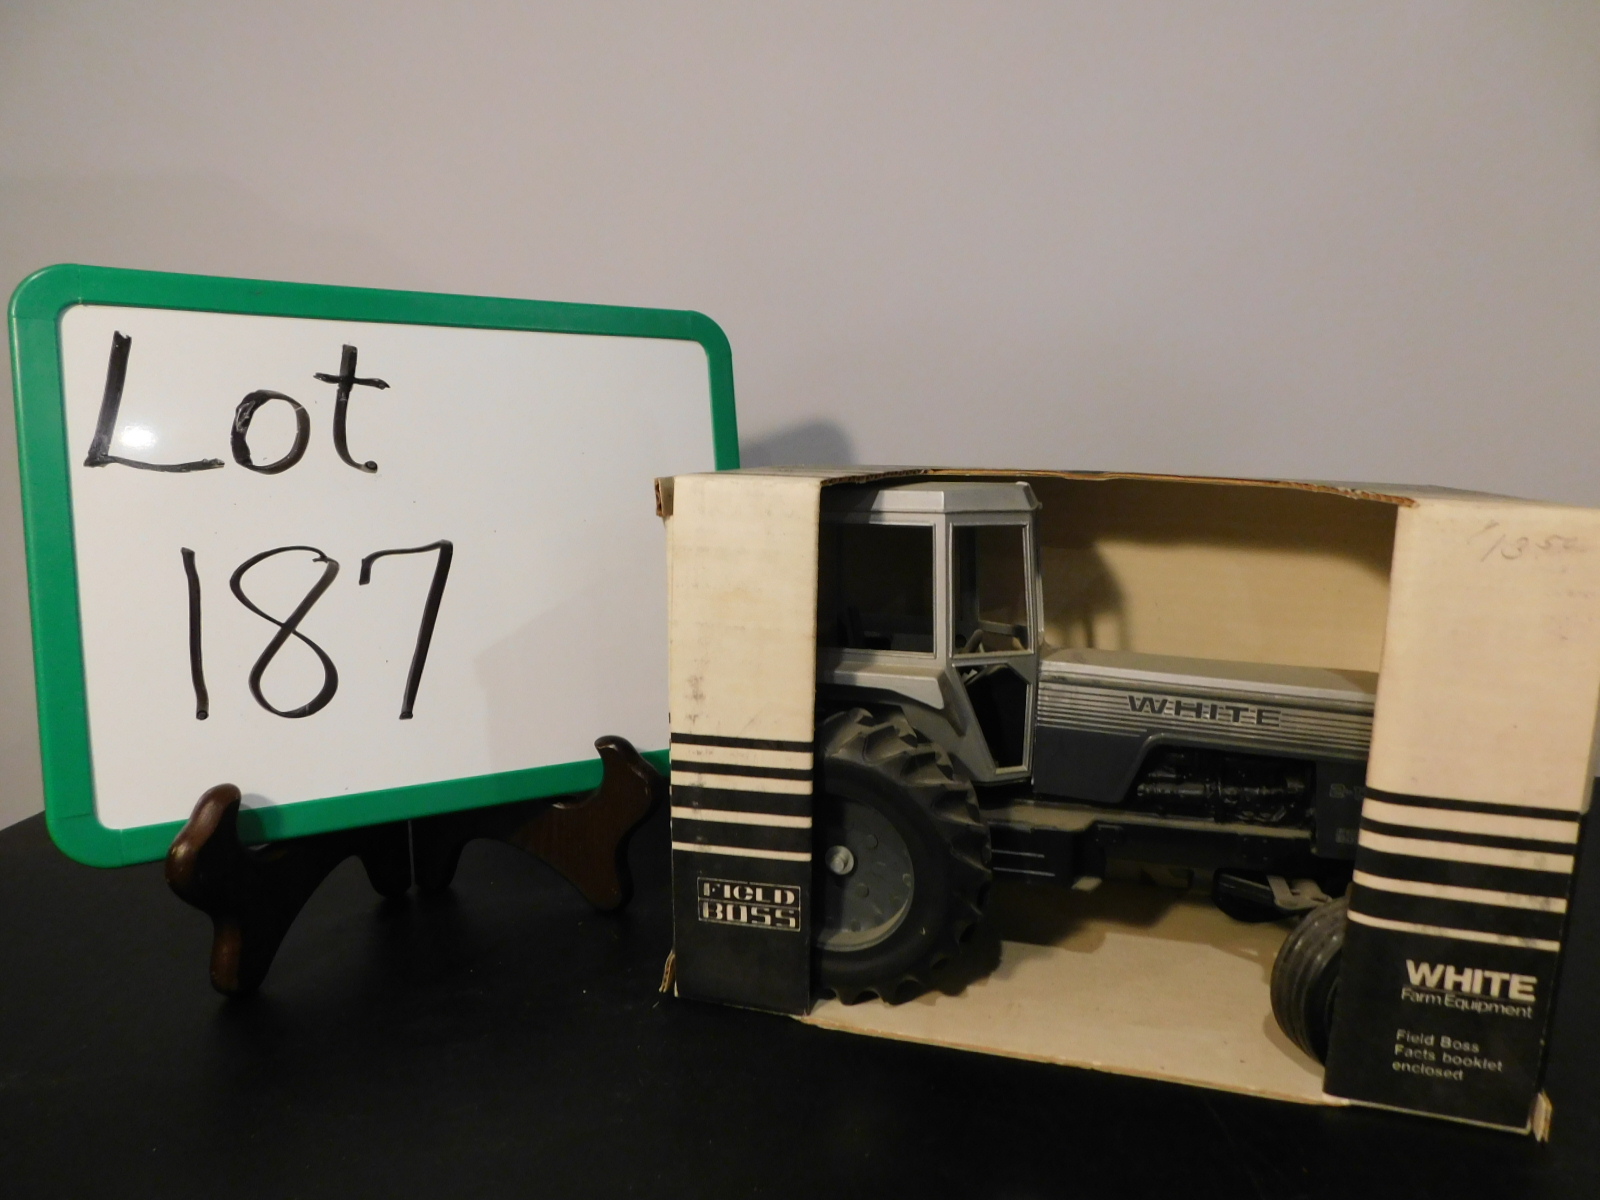 Lot
187
WHITE
FIELD
BOSS
WHITE
Farm Equipment
Field Boss
Facts booklet
enclosed